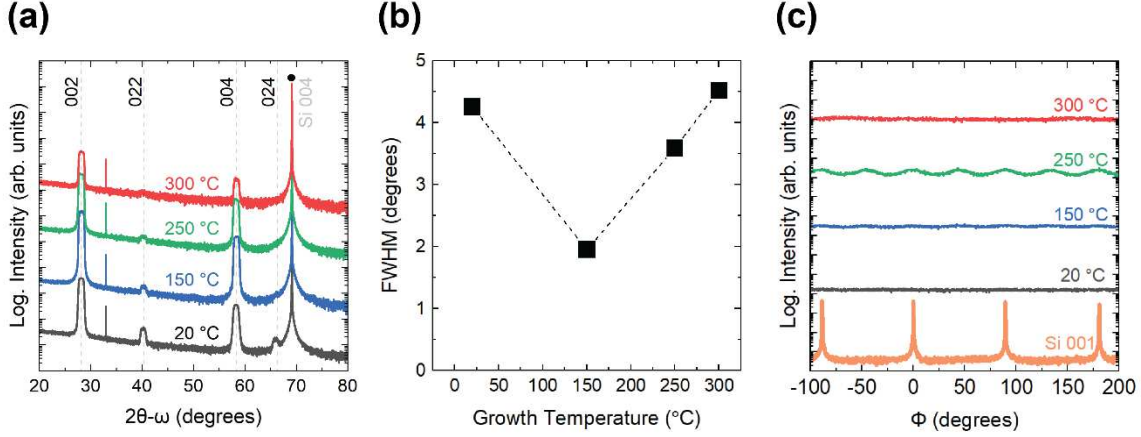 (a)
002
022
004
024
Si 004
300 °C
250 °C
150 °C
20 °C
Log. Intensity (arb. units)
20 30 40 50 60 70 80
2θ-ω (degrees)
(b)
5
4
3
2
1
0
FWHM (degrees)
0 50 100 150 200 250 300
Growth Temperature (°C)
(c)
300 °C
250 °C
150 °C
20 °C
Si 001
Log. Intensity (arb. units)
-100 -50 0 50 100 150 200
Φ (degrees)